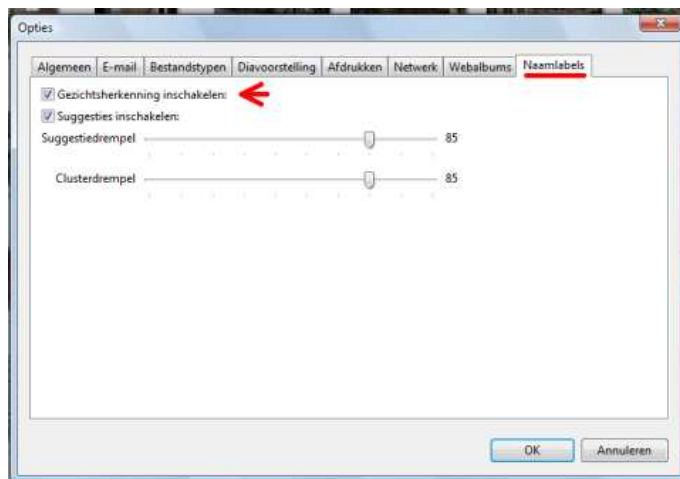 Opties
Algemeen E-mail Bestandstypen Diavoorstelling Afdrukken Netwerk Webalbums Naamlabels
Gezichtsherkenning inschakelen:
Suggesties inschakelen:
Suggestiedrempel 85
Clusterdrempel 85
OK Annuleren